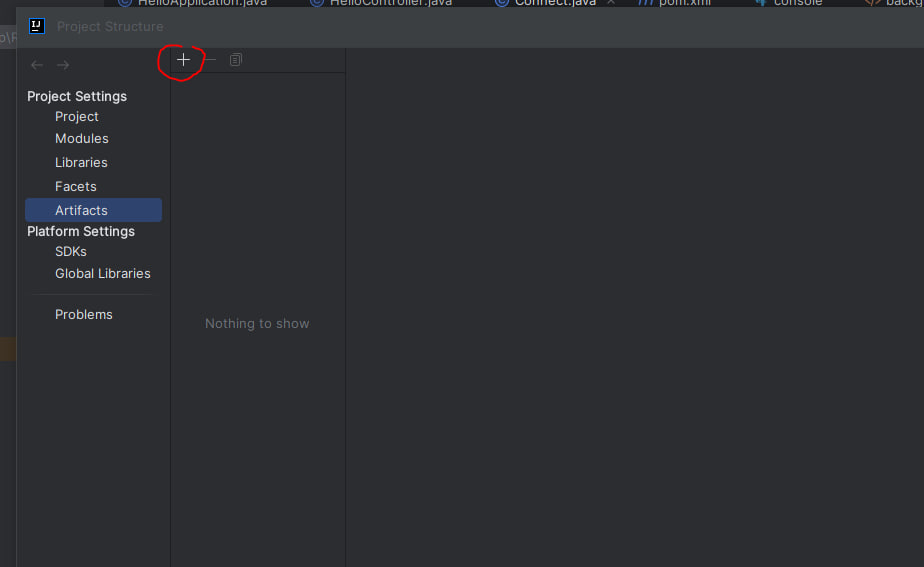 HelloApplication.java HelloController.java Connect.java pom.xml console
Project Structure
Project Settings
Project
Modules
Libraries
Facets
Artifacts
Platform Settings
SDKs
Global Libraries
Problems
Nothing to show